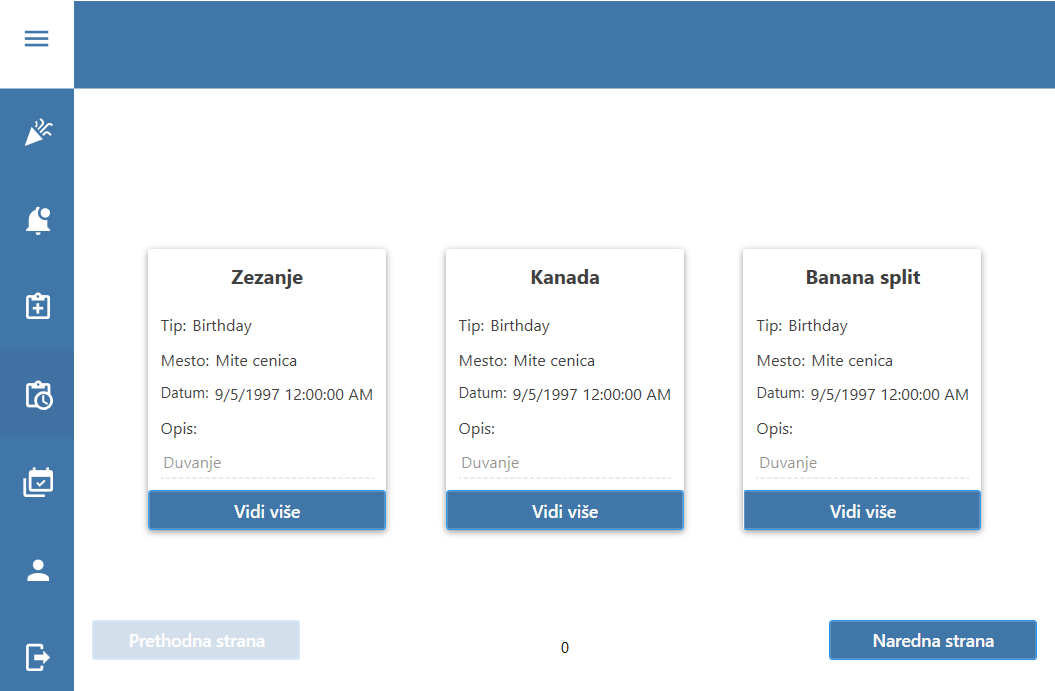 Zezanje
Tip: Birthday
Mesto: Mite cenica
Datum: 9/5/1997 12:00:00 AM
Opis:
Duvanje
Vidi više
Kanada
Tip: Birthday
Mesto: Mite cenica
Datum: 9/5/1997 12:00:00 AM
Opis:
Duvanje
Vidi više
Banana split
Tip: Birthday
Mesto: Mite cenica
Datum: 9/5/1997 12:00:00 AM
Opis:
Duvanje
Vidi više
Prethodna strana
0
Naredna strana